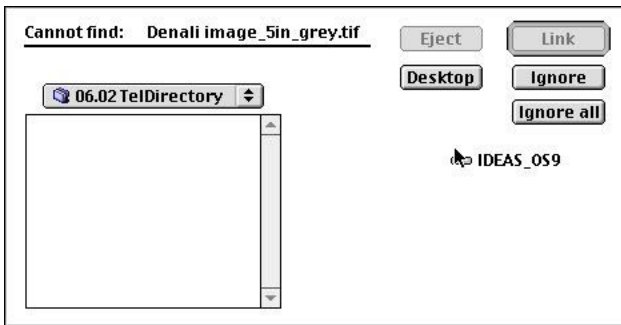 Cannot find: Denali image_5in_grey.tif
Eject
Link
Desktop
Ignore
06.02 TelDirectory
Ignore all
IDEAS_OS9